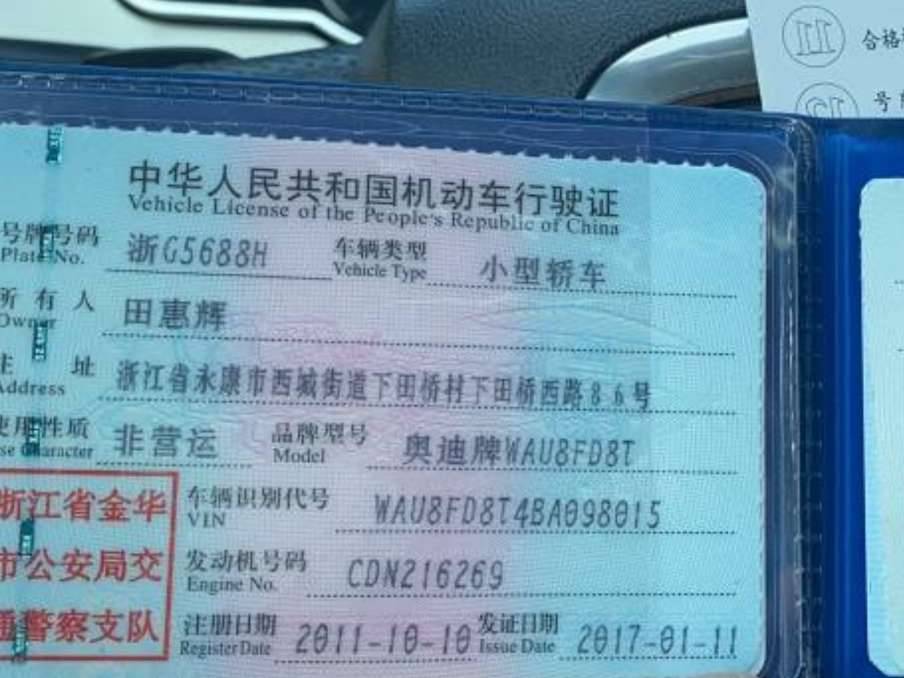 11 合格
12 号
中华人民共和国机动车行驶证
Vehicle License of the People's Republic of China
号牌号码 浙G5688H 车辆类型 小型轿车
Plate No. Vehicle Type
所有人 田惠辉
Owner
住址 浙江省永康市西城街道下田桥村下田桥西路86号
Address
使用性质 非营运 品牌型号 奥迪牌WAU8FD8T
Use Character Model
浙江省金华 车辆识别代号 WAU8FD8T4BA098015
VIN
市公安局交 发动机号码 CDN216269
Engine No.
通警察支队 注册日期 2011-10-10 发证日期 2017-01-11
Register Date Issue Date